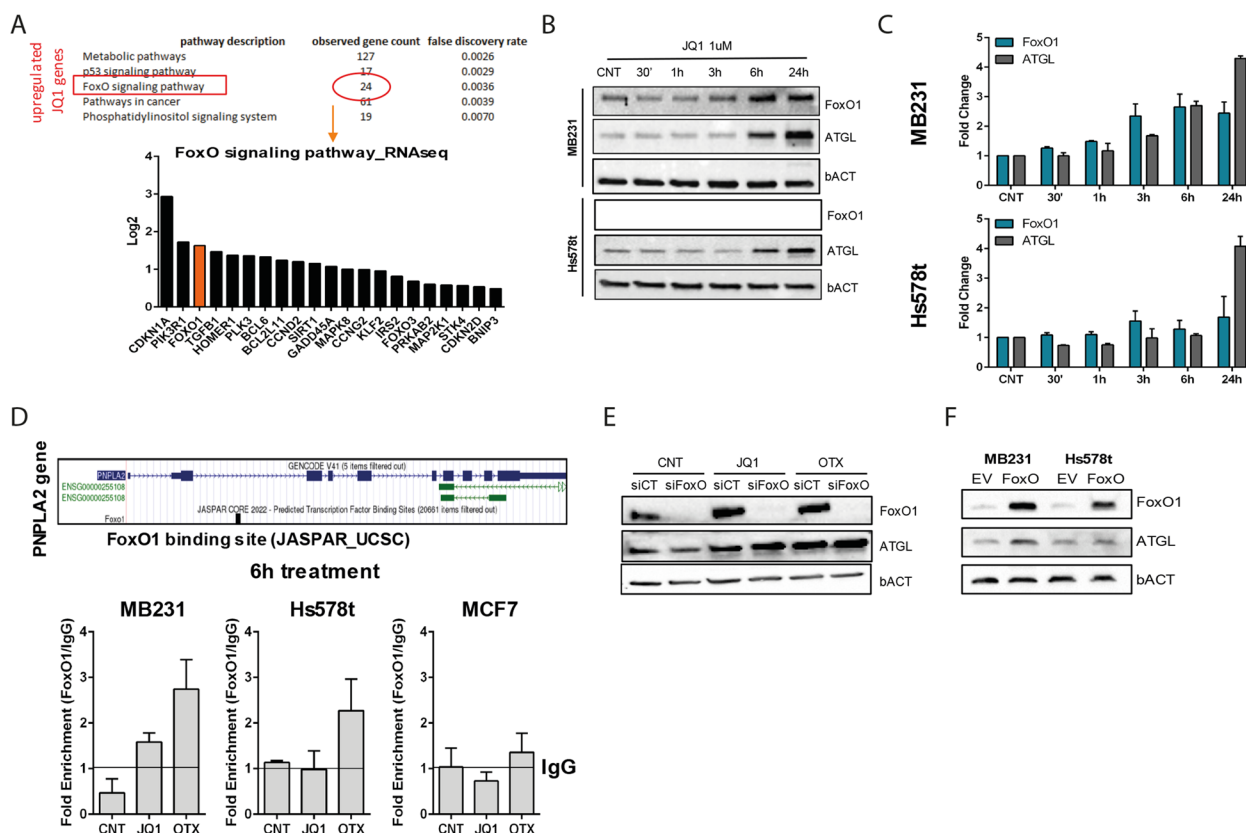 A
pathway description observed gene count false discovery rate
upregulated
JQ1 genes
Metabolic pathways 127 0.0026
p53 signaling pathway 17 0.0029
FoxO signaling pathway 24 0.0036
Pathways in cancer 61 0.0039
Phosphatidylinositol signaling system 19 0.0070
FoxO signaling pathway_RNAseq
Log2
4
3
2
1
0
CDKN1A PIK3R1 FOXO1 TGFB1 HOMER1 PLK3 BCL6 BCL2L11 CCND2 SIRT1 GADD45A MAPK8 CCNG2 KLF2 IRS2 FOXO3 PRKAB2 MAP2K1 STK4 CDKN2D BNIP3
B
JQ1 1uM
CNT 30' 1h 3h 6h 24h
MB231
FoxO1
ATGL
bACT
Hs578t
FoxO1
ATGL
bACT
C
MB231
Fold Change
5
4
3
2
1
0
FoxO1
ATGL
CNT 30' 1h 3h 6h 24h
Hs578t
Fold Change
5
4
3
2
1
0
FoxO1
ATGL
CNT 30' 1h 3h 6h 24h
D
PNPLA2 gene
GENCODE V41 (5 items filtered out)
PNPLA2
ENSG00000255108
ENSG00000255108
JASPAR CORE 2022 - Predicted Transcription Factor Binding Sites (20661 items filtered out)
Foxo1
FoxO1 binding site (JASPAR_UCSC)
6h treatment
MB231
Fold Enrichment (FoxO1/IgG)
4
3
2
1
0
CNT JQ1 OTX
Hs578t
Fold Enrichment (FoxO1/IgG)
4
3
2
1
0
CNT JQ1 OTX
MCF7
Fold Enrichment (FoxO1/IgG)
4
3
2
1
0
CNT JQ1 OTX
IgG
E
CNT JQ1 OTX
siCT siFoxO siCT siFoxO siCT siFoxO
FoxO1
ATGL
bACT
F
MB231 Hs578t
EV FoxO EV FoxO
FoxO1
ATGL
bACT